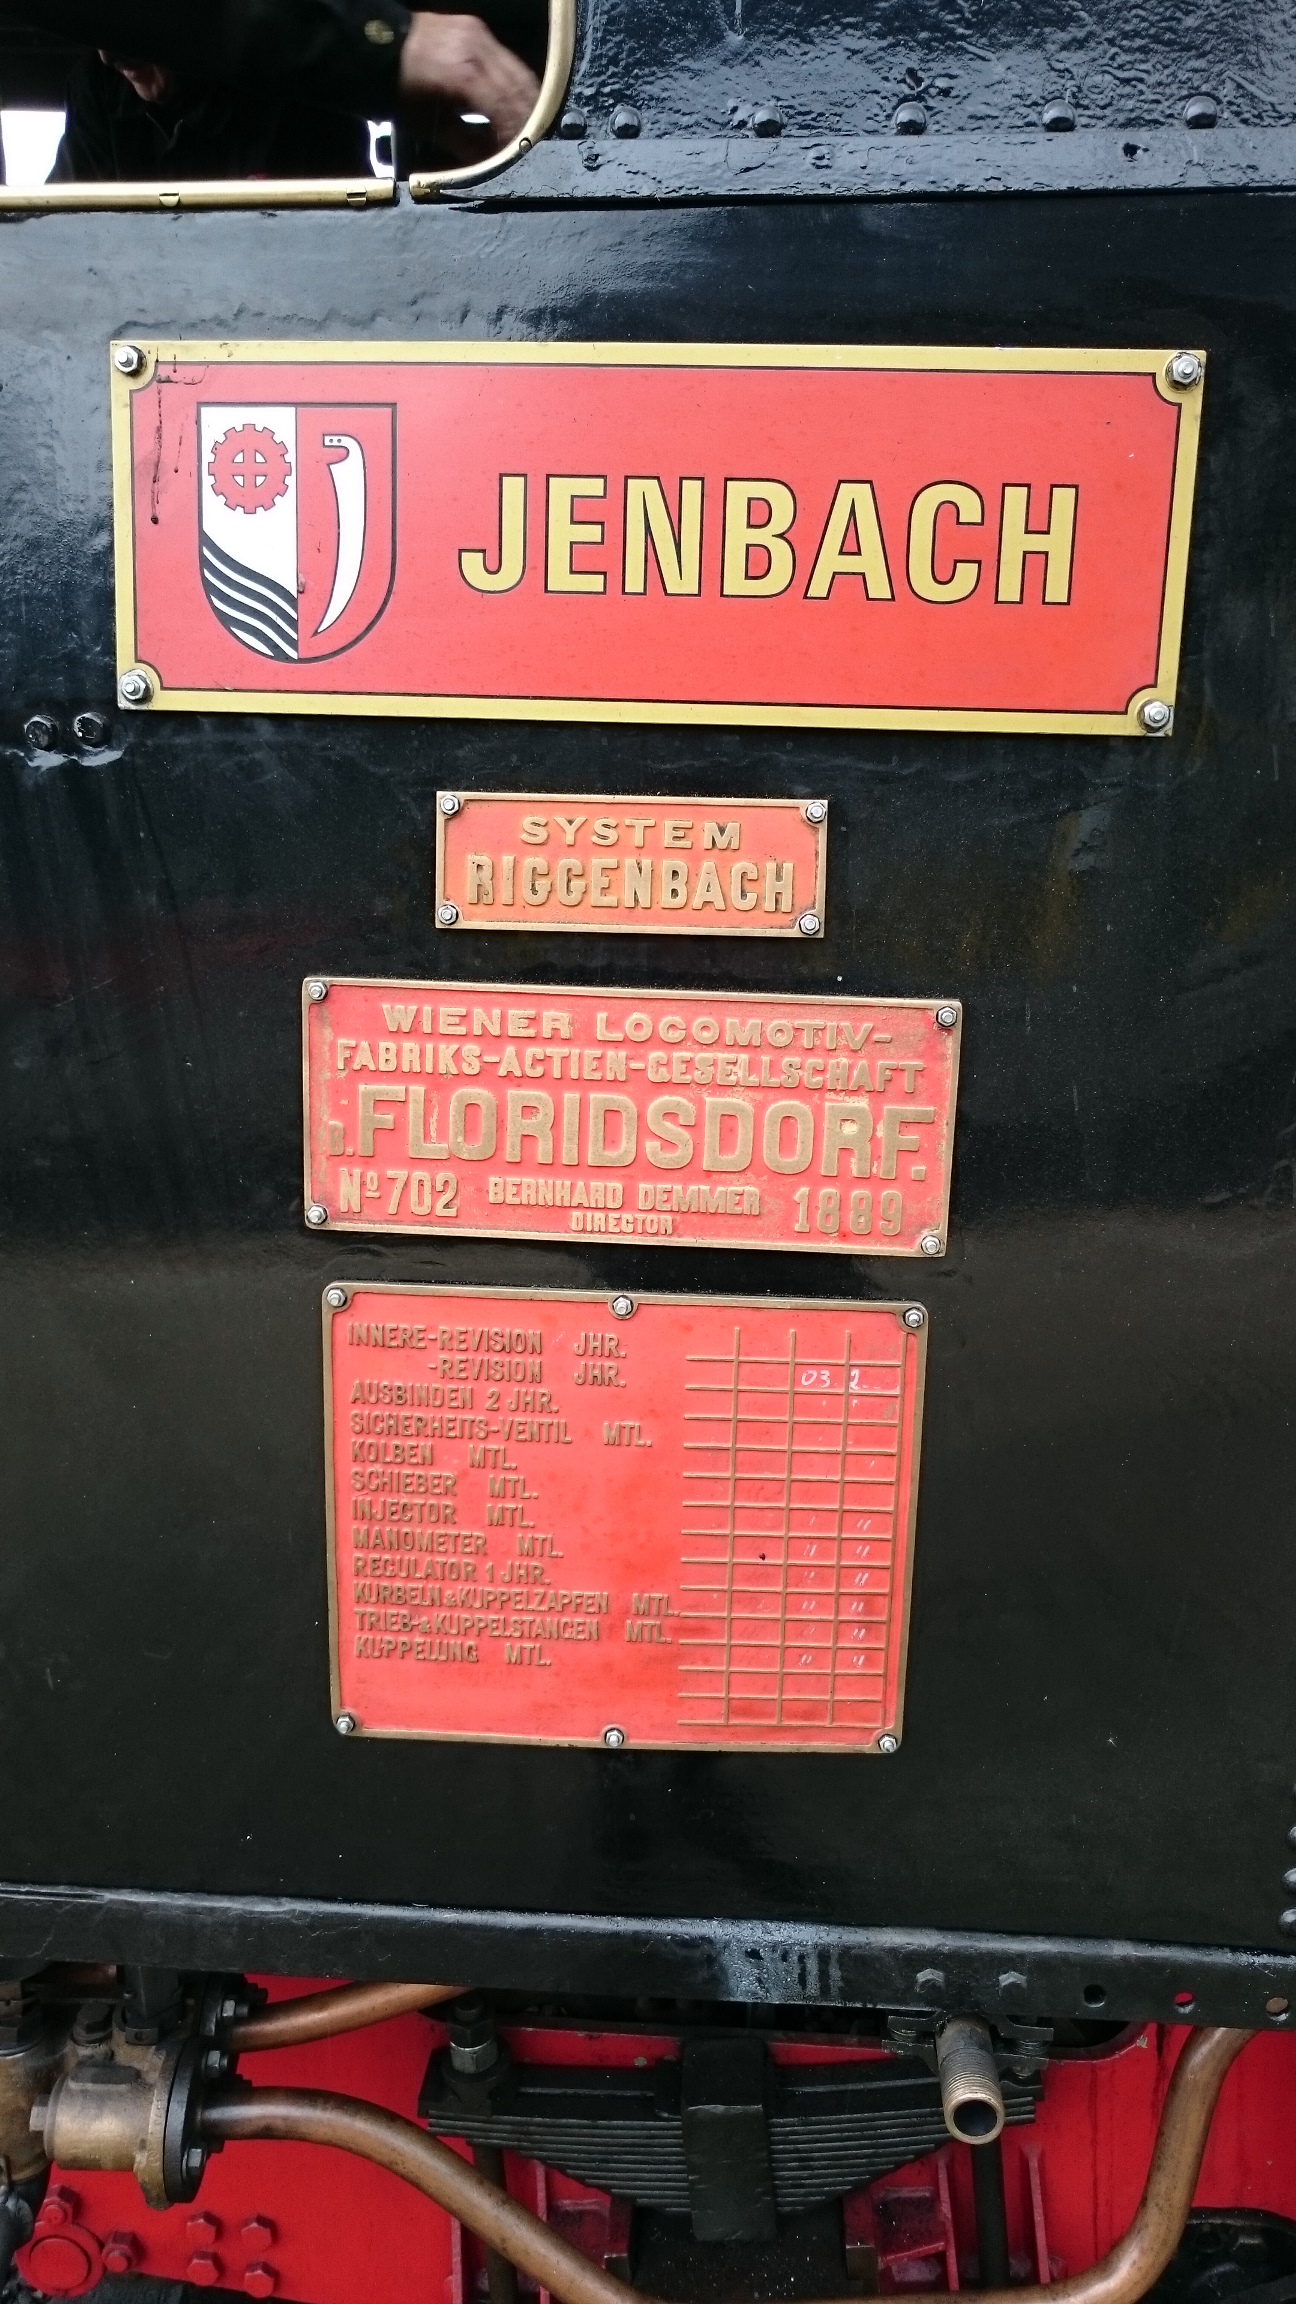 JENBACH
SYSTEM
RIGGENBACH
WIENER LOCOMOTIV-
FABRIKS-ACTIEN-GESELLSCHAFT
FLORIDSDORF.
Nº 702 BERNHARD DEMMER 1889
DIRECTOR
INNERE-REVISION JHR.
-REVISION JHR. 03 2
AUSBINDEN 2 JHR.
SICHERHEITS-VENTIL MTL.
KOLBEN MTL.
SCHIEBER MTL.
INJECTOR MTL.
MANOMETER MTL.
REGULATOR 1 JHR.
KURBELN & KUPPELZAPFEN MTL.
TRIEB- & KUPPELSTANGEN MTL.
KUPPELUNG MTL.